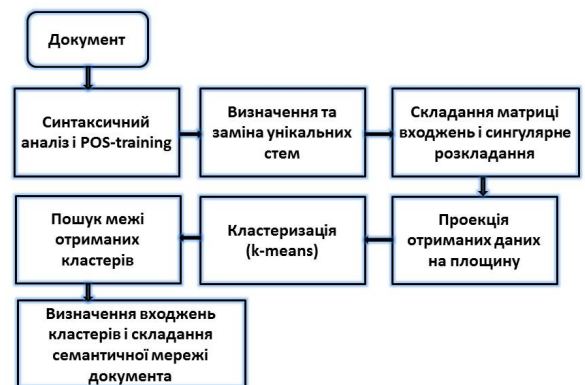 Документ
Синтаксичний
аналіз і POS-training
Визначення та
заміна унікальних
стем
Складання матриці
входжень і сингулярне
розкладання
Проекція
отриманих даних
на площину
Кластеризація
(k-means)
Пошук межі
отриманих
кластерів
Визначення входжень
кластерів і складання
семантичної мережі
документа